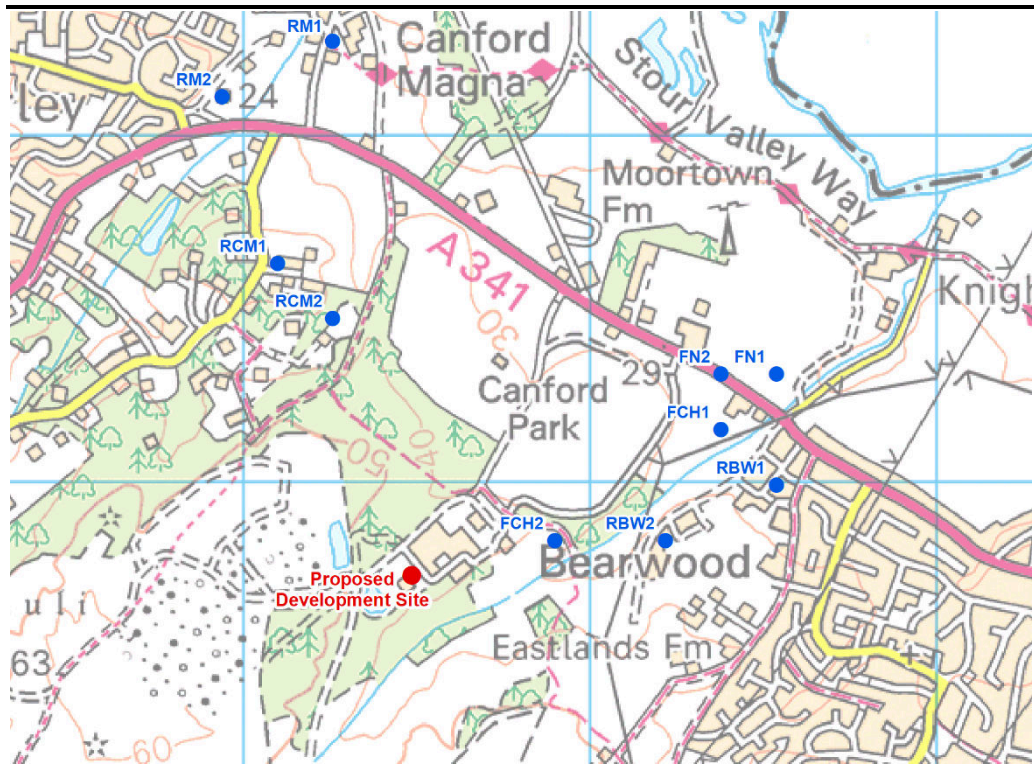 RM1
Canford
Magna
RM2
24
ley
Stour Valley Way
Moortown
Fm
RCM1
A341
Knigh
RCM2
30
FN2
FN1
29
Canford
Park
FCH1
50
40
RBW1
FCH2
RBW2
Bearwood
Proposed
Development Site
uli
Eastlands Fm
63
60